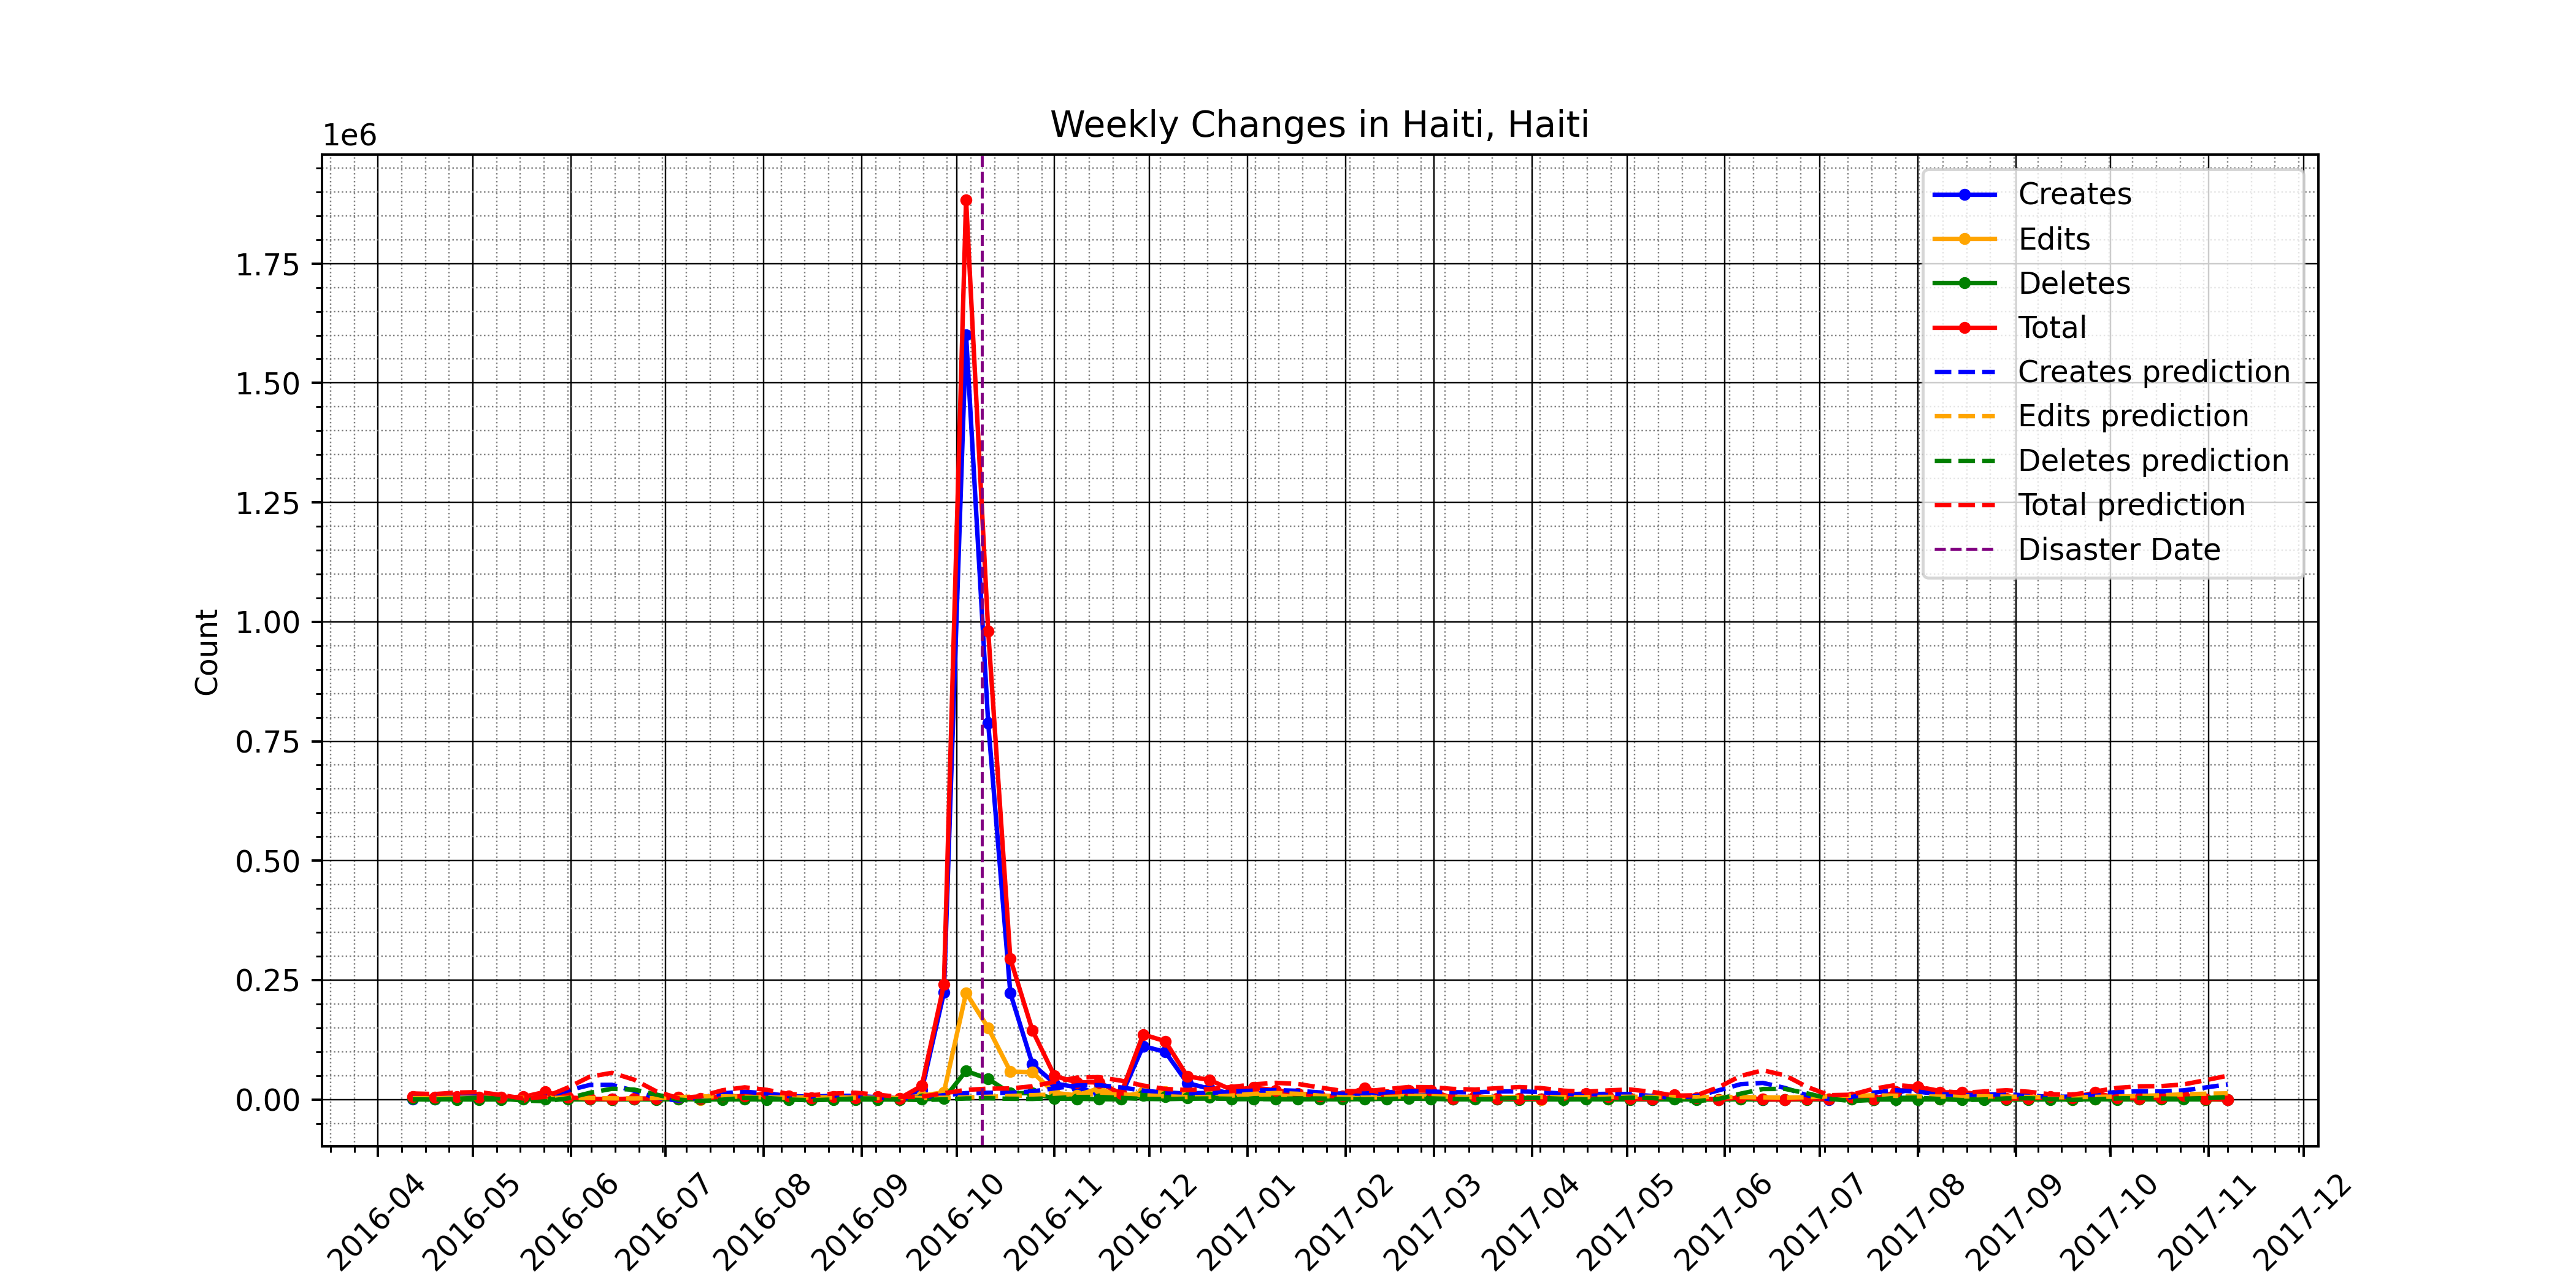 Weekly Changes in Haiti, Haiti
1e6
Count
1.75
1.50
1.25
1.00
0.75
0.50
0.25
0.00
Creates
Edits
Deletes
Total
Creates prediction
Edits prediction
Deletes prediction
Total prediction
Disaster Date
2016-04
2016-05
2016-06
2016-07
2016-08
2016-09
2016-10
2016-11
2016-12
2017-01
2017-02
2017-03
2017-04
2017-05
2017-06
2017-07
2017-08
2017-09
2017-10
2017-11
2017-12